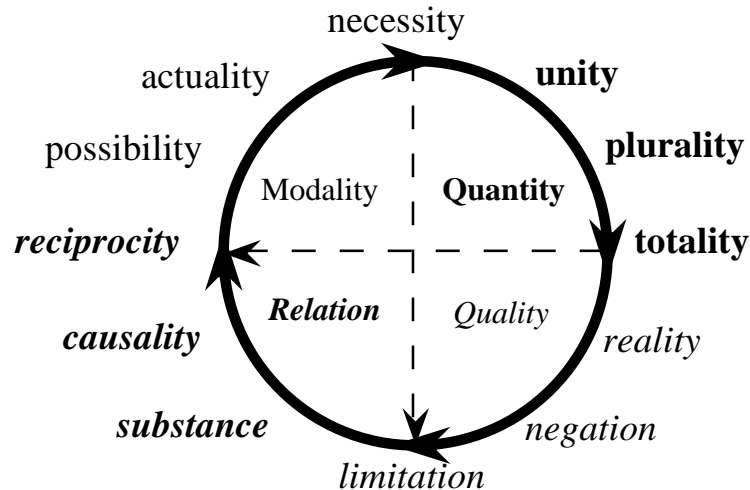 necessity
actuality
unity
possibility
plurality
Modality
Quantity
reciprocity
totality
Relation
Quality
causality
reality
substance
negation
limitation